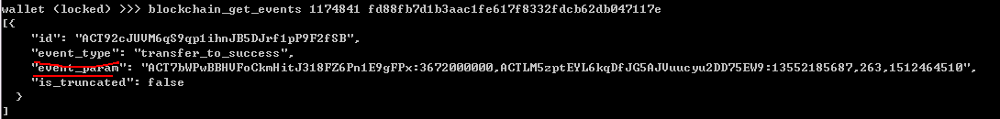 wallet (locked) >>> blockchain_get_events 1174841 fd88fb7d1b3aac1fe617f8332fdcb62db047117e
[{
"id": "ACT92cJUVM6qS9qp1ihnJB5DJrf1pP9F2fSB",
"event_type": "transfer_to_success",
"event_param": "ACT7bWPwBBHVFoCkmHitJ318FZ6Pn1E9gFPx:3672000000,ACTLM5zptEYL6kqDfJG5AJVuucyu2DD75EW9:13552185687,263,1512464510",
"is_truncated": false
}
]